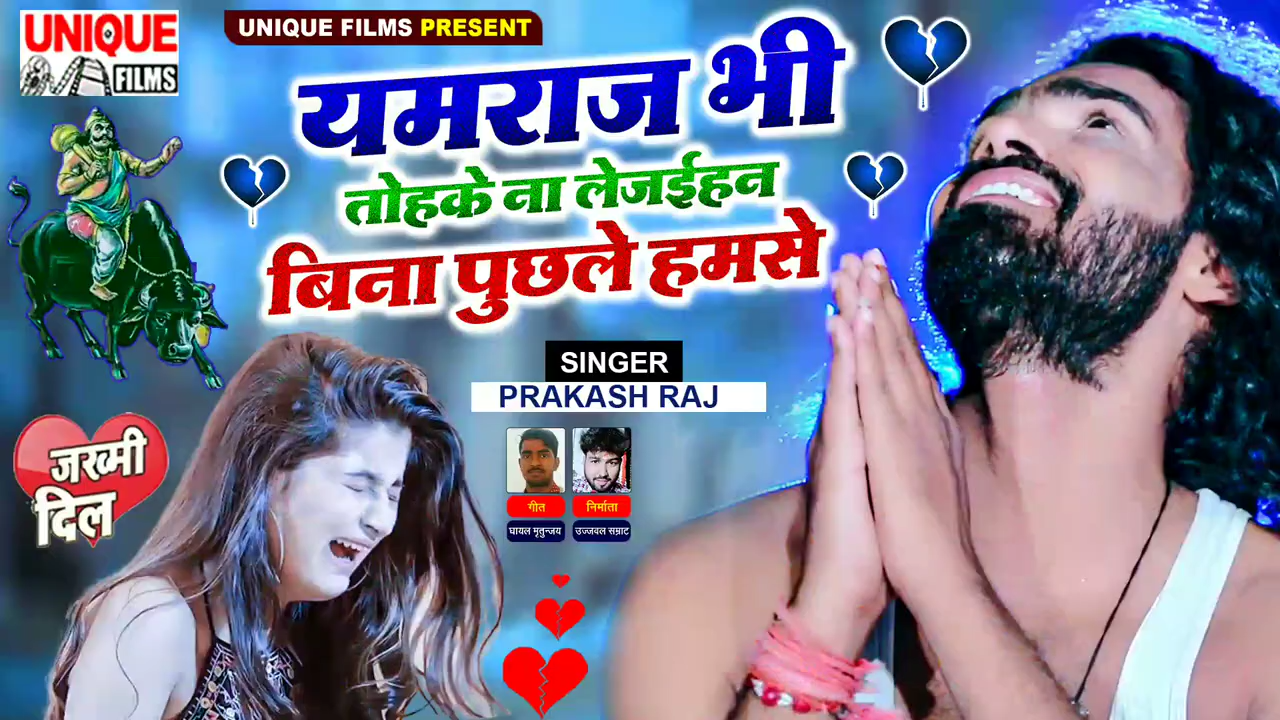 UNIQUE
FILMS
UNIQUE FILMS PRESENT
यमराज भी
तोहके ना लेजईहन
बिना पुछले हमसे
SINGER
PRAKASH RAJ
जख्मी
दिल
गीत
निर्माता
घायल मृतुन्जय
उज्जवल सम्राट